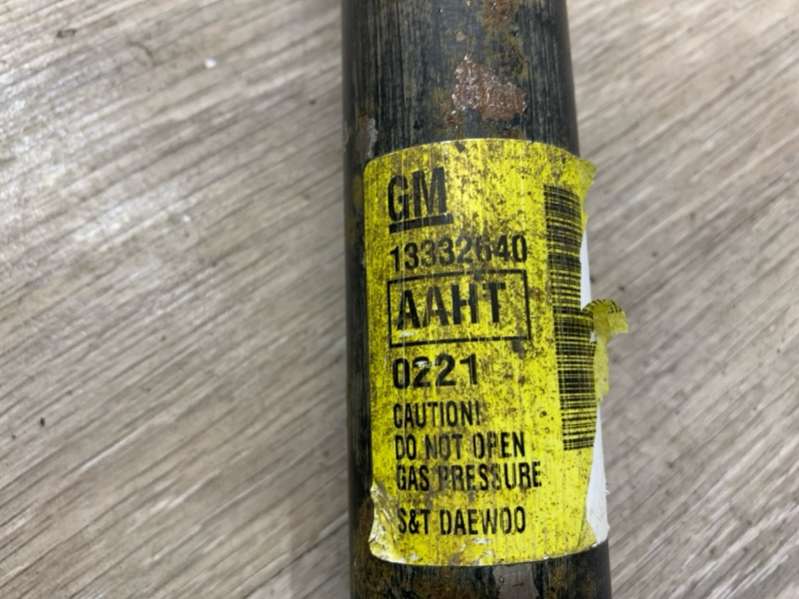 GM
13332640
AAHT
0221
CAUTION!
DO NOT OPEN
GAS PRESSURE
S&T DAEWOO